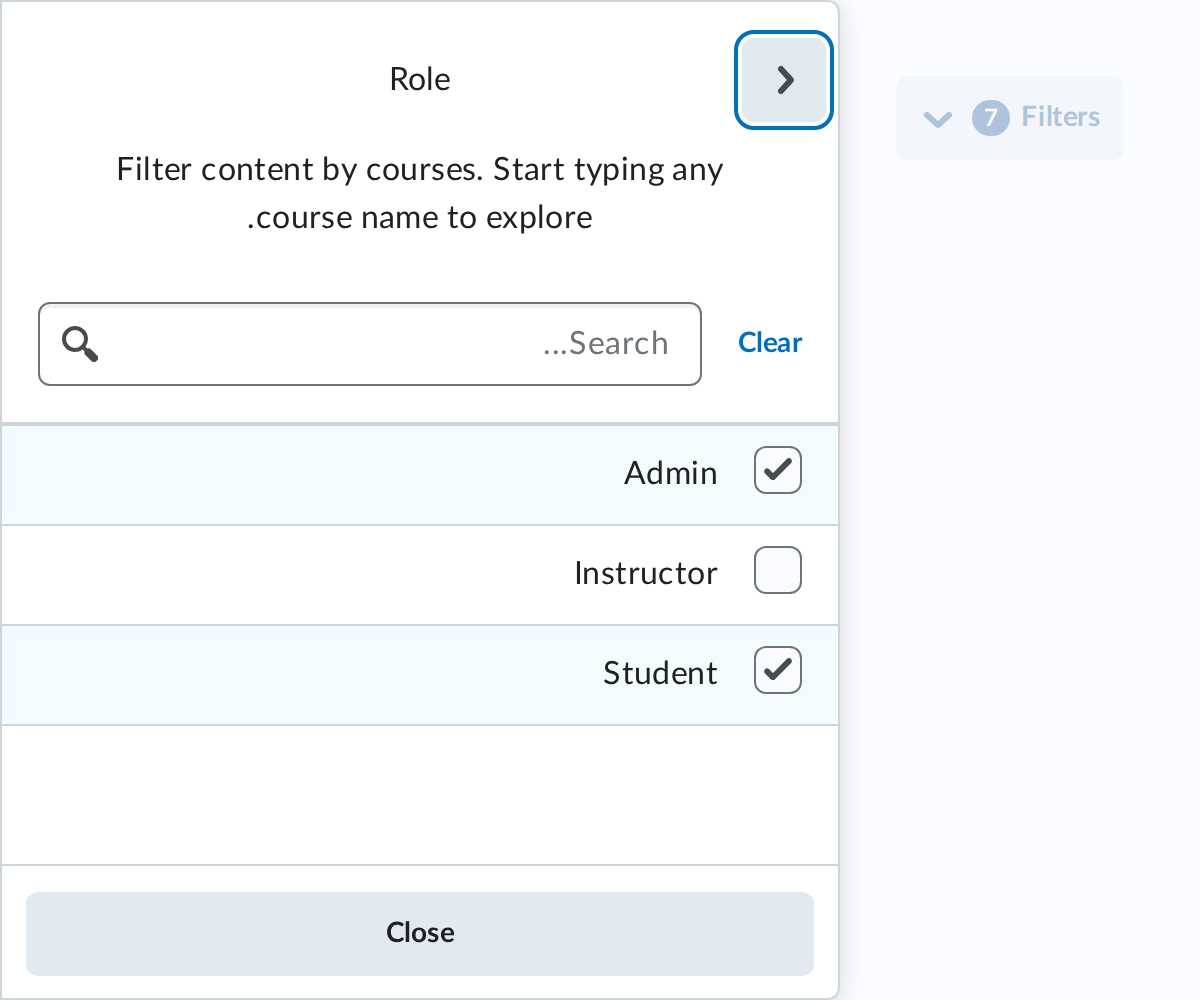 Role
7 Filters
Filter content by courses. Start typing any
.course name to explore
...Search
Clear
Admin
Instructor
Student
Close